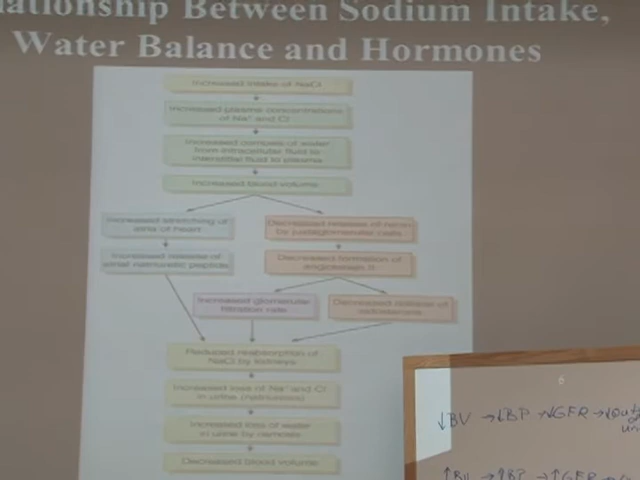 lationship Between Sodium Intake,
Water Balance and Hormones
Increased intake of NaCl
Increased plasma concentrations
of Na+ and Cl-
Increased osmosis of water
from intracellular fluid to
interstitial fluid to plasma
Increased blood volume
Increased stretching of
atria of heart
Decreased release of renin
by juxtaglomerular cells
Increased release of
atrial natriuretic peptide
Decreased formation of
angiotensin II
Increased glomerular
filtration rate
Decreased release of
aldosterone
Reduced reabsorption of
NaCl by kidneys
Increased loss of Na+ and Cl-
in urine (natriuresis)
Increased loss of water
in urine by osmosis
Decreased blood volume
↓BV →↓BP →↓GFR →↓out
↑BV →↑BP →↑GFR →